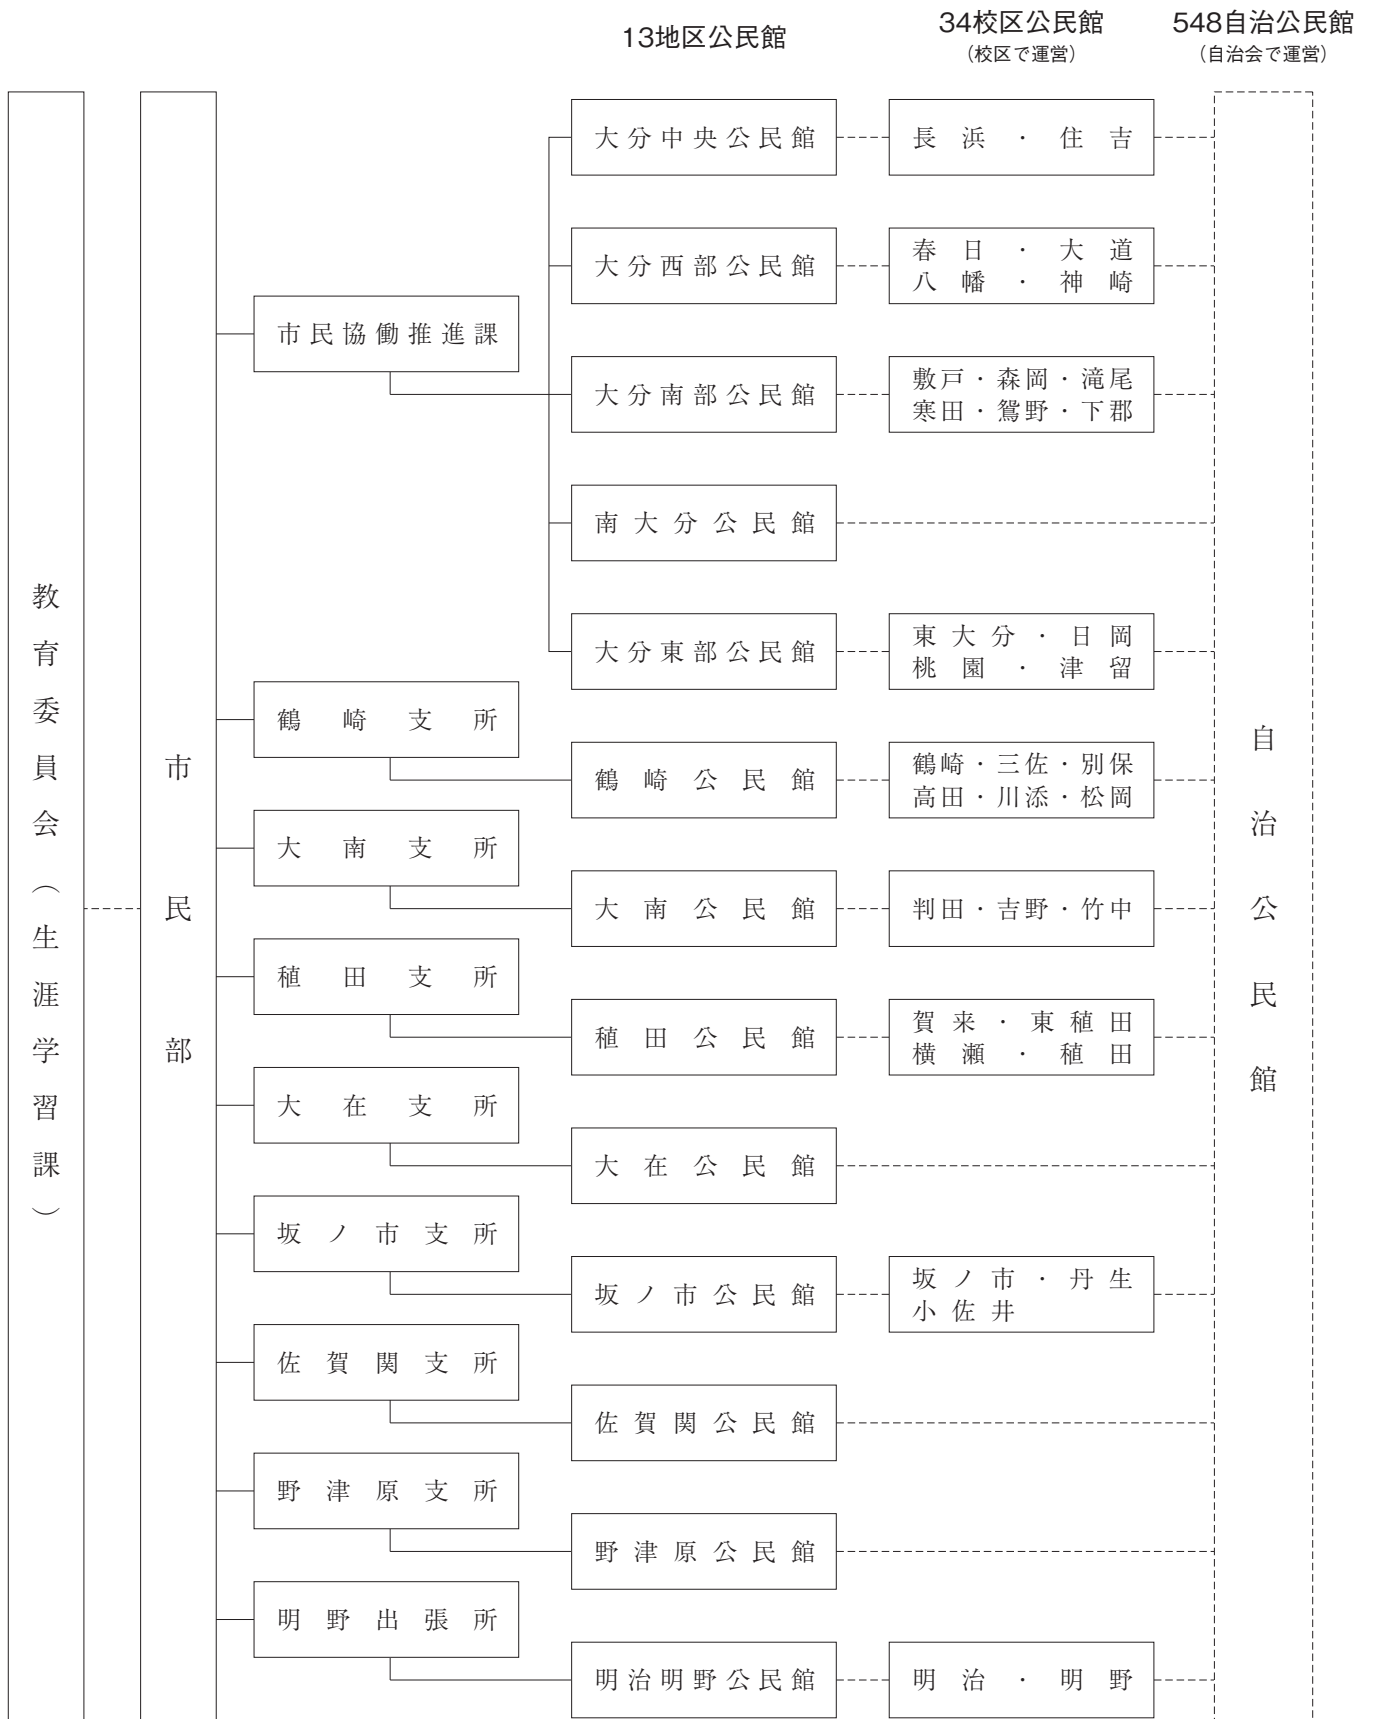 13地区公民館
34校区公民館
(校区で運営)
548自治公民館
(自治会で運営)
教育委員会(生涯学習課)
市民部
市民協働推進課
大分中央公民館
長浜・住吉
大分西部公民館
春日・大道
八幡・神崎
大分南部公民館
敷戸・森岡・滝尾
寒田・鴛野・下郡
南大分公民館
大分東部公民館
東大分・日岡
桃園・津留
鶴崎支所
鶴崎公民館
鶴崎・三佐・別保
高田・川添・松岡
大南支所
大南公民館
判田・吉野・竹中
稙田支所
稙田公民館
賀来・東稙田
横瀬・稙田
大在支所
大在公民館
坂ノ市支所
坂ノ市公民館
坂ノ市・丹生
小佐井
佐賀関支所
佐賀関公民館
野津原支所
野津原公民館
明野出張所
明治明野公民館
明治・明野
自治公民館